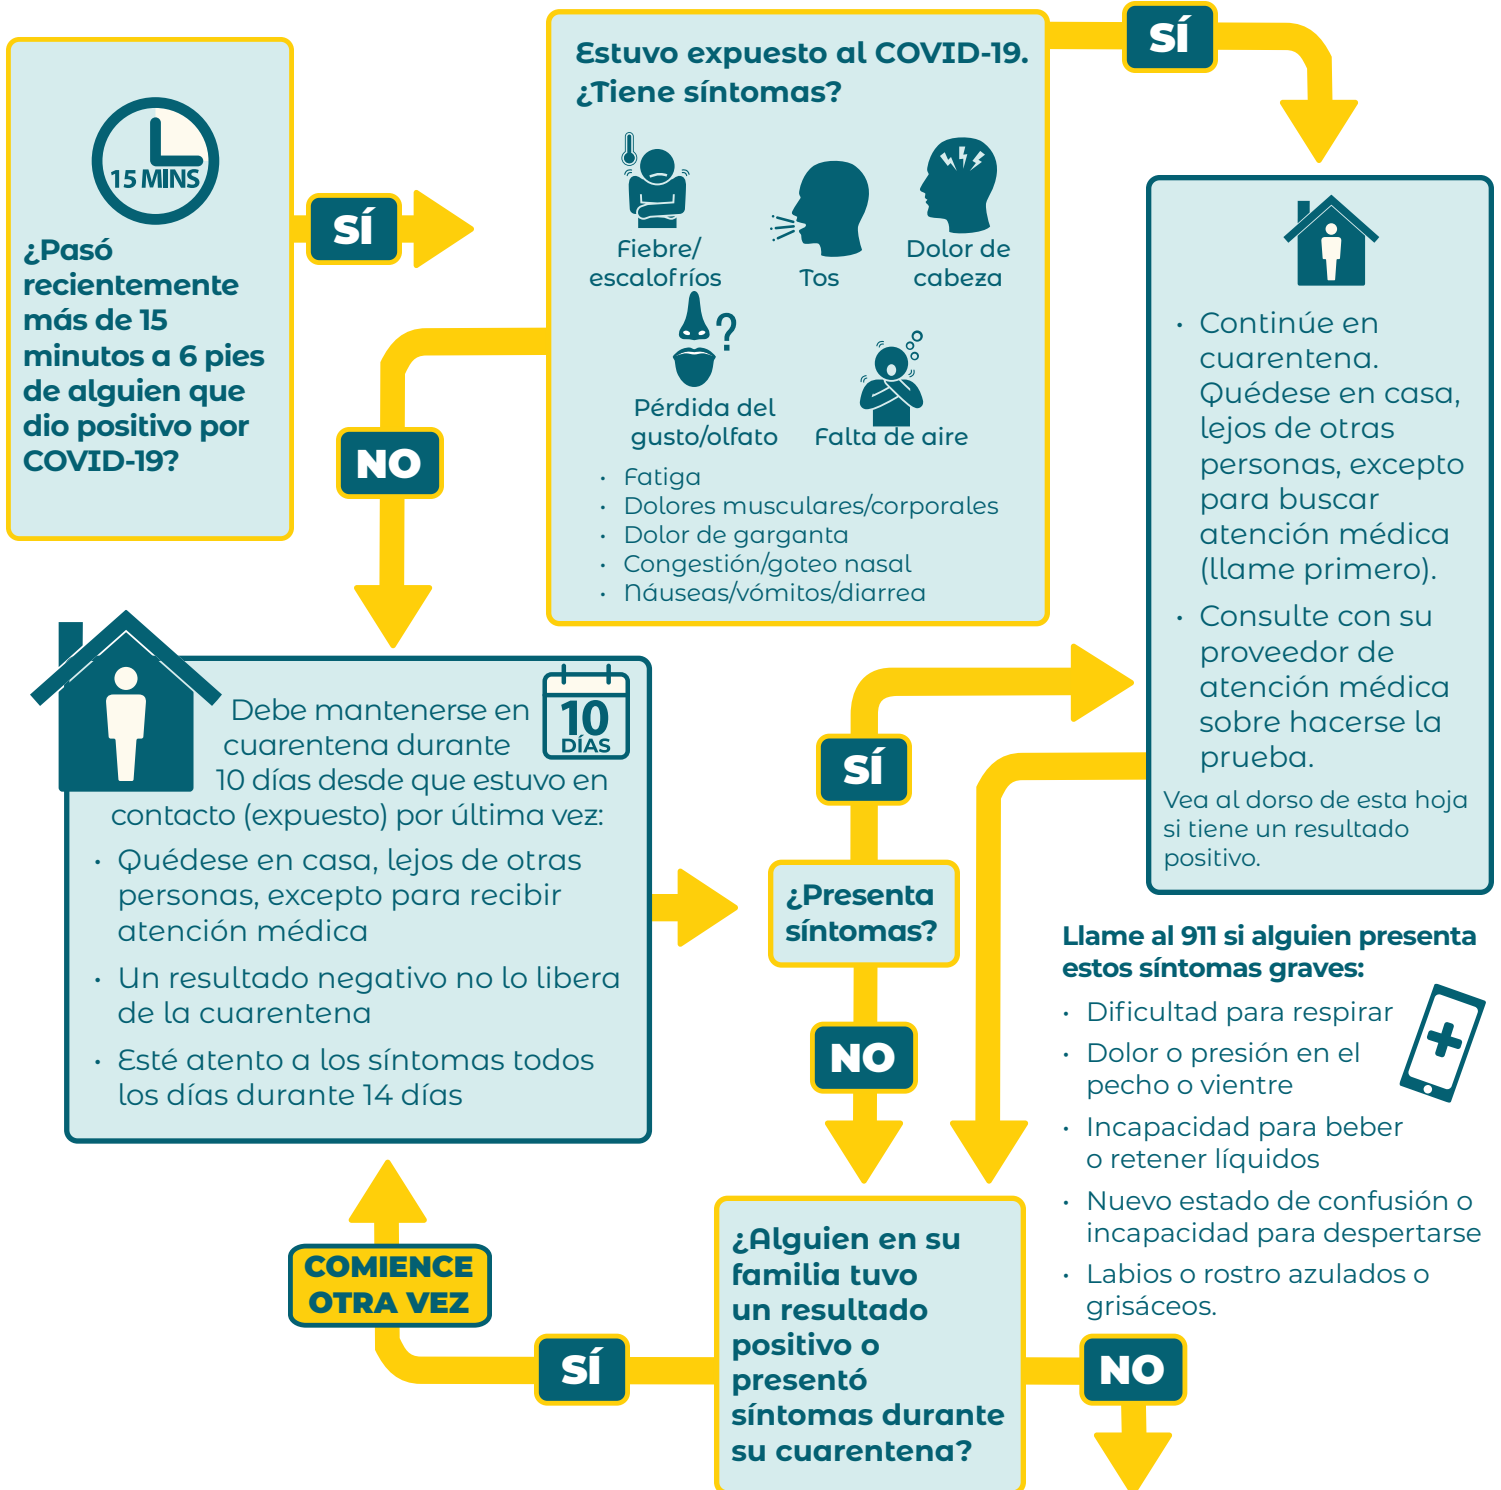 15 MINS
¿Pasó
recientemente
más de 15
minutos a 6 pies
de alguien que
dio positivo por
COVID-19?
SÍ
Estuvo expuesto al COVID-19.
¿Tiene síntomas?
Fiebre/
escalofríos
Tos
Dolor de
cabeza
?
Pérdida del
gusto/olfato
Falta de aire
· Fatiga
· Dolores musculares/corporales
· Dolor de garganta
· Congestión/goteo nasal
· Náuseas/vómitos/diarrea
SÍ
NO
· Continúe en
cuarentena.
Quédese en casa,
lejos de otras
personas, excepto
para buscar
atención médica
(llame primero).
· Consulte con su
proveedor de
atención médica
sobre hacerse la
prueba.
Vea al dorso de esta hoja
si tiene un resultado
positivo.
Debe mantenerse en
cuarentena durante
10 días desde que estuvo en
contacto (expuesto) por última vez:
10
DÍAS
· Quédese en casa, lejos de otras
personas, excepto para recibir
atención médica
· Un resultado negativo no lo libera
de la cuarentena
· Esté atento a los síntomas todos
los días durante 14 días
¿Presenta
síntomas?
SÍ
NO
Llame al 911 si alguien presenta
estos síntomas graves:
· Dificultad para respirar
· Dolor o presión en el
pecho o vientre
· Incapacidad para beber
o retener líquidos
· Nuevo estado de confusión o
incapacidad para despertarse
· Labios o rostro azulados o
grisáceos.
¿Alguien en su
familia tuvo
un resultado
positivo o
presentó
síntomas durante
su cuarentena?
SÍ
COMIENCE
OTRA VEZ
NO